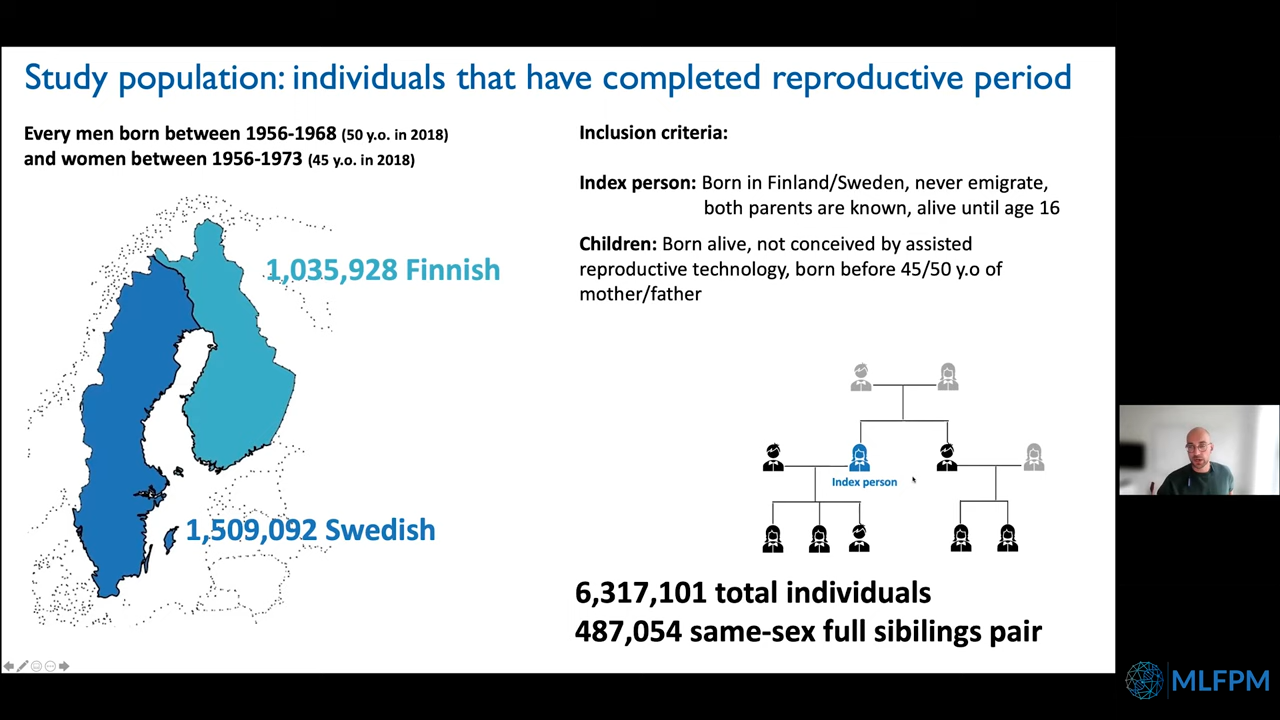 Study population: individuals that have completed reproductive period
Every men born between 1956-1968 (50 y.o. in 2018)
and women between 1956-1973 (45 y.o. in 2018)
1,035,928 Finnish
1,509,092 Swedish
Inclusion criteria:
Index person: Born in Finland/Sweden, never emigrate,
both parents are known, alive until age 16
Children: Born alive, not conceived by assisted
reproductive technology, born before 45/50 y.o of
mother/father
Index person
6,317,101 total individuals
487,054 same-sex full sibilings pair
MLFPM